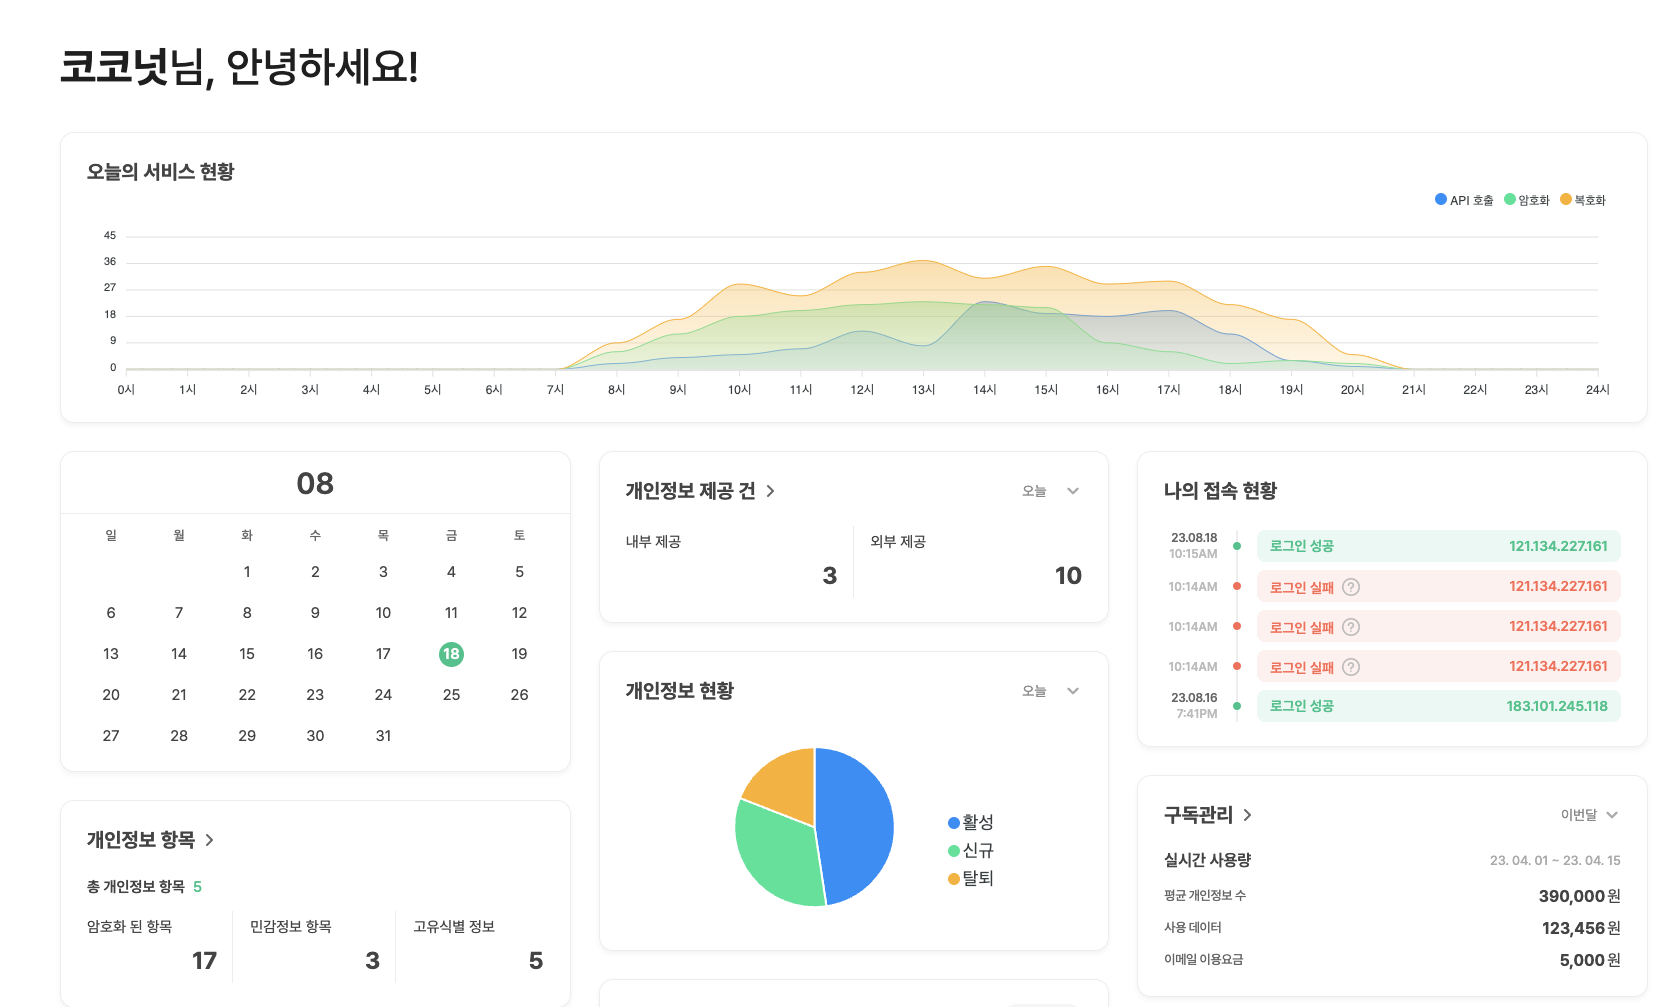 코코넛님, 안녕하세요!
오늘의 서비스 현황
API 호출 암호화 복호화
45
36
27
18
9
0
0시 1시 2시 3시 4시 5시 6시 7시 8시 9시 10시 11시 12시 13시 14시 15시 16시 17시 18시 19시 20시 21시 22시 23시 24시
08
일 월 화 수 목 금 토
1 2 3 4 5
6 7 8 9 10 11 12
13 14 15 16 17 18 19
20 21 22 23 24 25 26
27 28 29 30 31
개인정보 항목
총 개인정보 항목 5
암호화 된 항목 민감정보 항목 고유식별 정보
17 3 5
개인정보 제공 건 오늘
내부 제공 외부 제공
3 10
개인정보 현황 오늘
활성
신규
탈퇴
나의 접속 현황
23.08.18
10:15AM 로그인 성공 121.134.227.161
10:14AM 로그인 실패 ? 121.134.227.161
10:14AM 로그인 실패 ? 121.134.227.161
10:14AM 로그인 실패 ? 121.134.227.161
23.08.16
7:41PM 로그인 성공 183.101.245.118
구독관리 이번달
실시간 사용량 23. 04. 01 ~ 23. 04. 15
평균 개인정보 수 390,000원
사용 데이터 123,456원
이메일 이용요금 5,000원